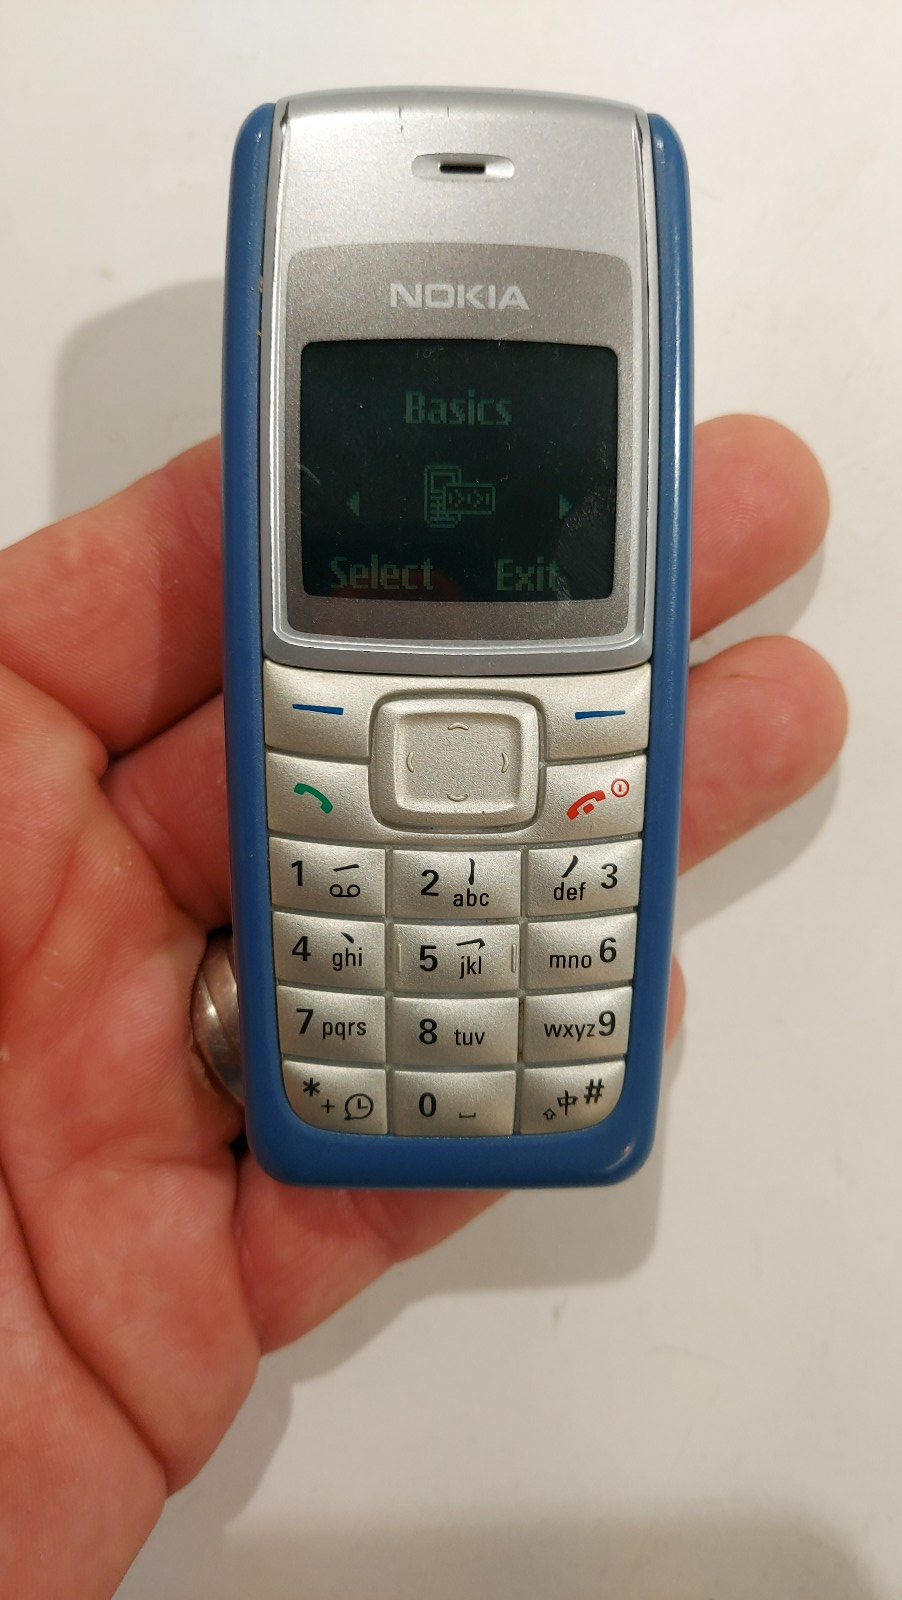 NOKIA
Basics
Select Exit
1 2 abc def 3
4 ghi 5 jkl mno 6
7 pqrs 8 tuv wxyz 9
* + 0 中 #